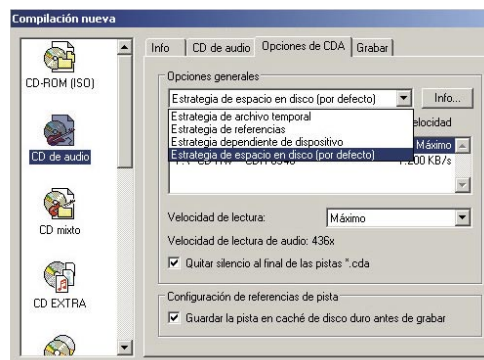 Compilación nueva
Info
CD de audio
Opciones de CDA
Grabar
CD-ROM (ISO)
CD de audio
CD mixto
CD EXTRA
Opciones generales
Estrategia de espacio en disco (por defecto)
Info...
Estrategia de archivo temporal
Estrategia de referencias
Estrategia dependiente de dispositivo
Estrategia de espacio en disco (por defecto)
Máximo
1.200 KB/s
Velocidad de lectura:
Máximo
Velocidad de lectura de audio: 436x
Quitar silencio al final de las pistas *.cda
Configuración de referencias de pista
Guardar la pista en caché de disco duro antes de grabar